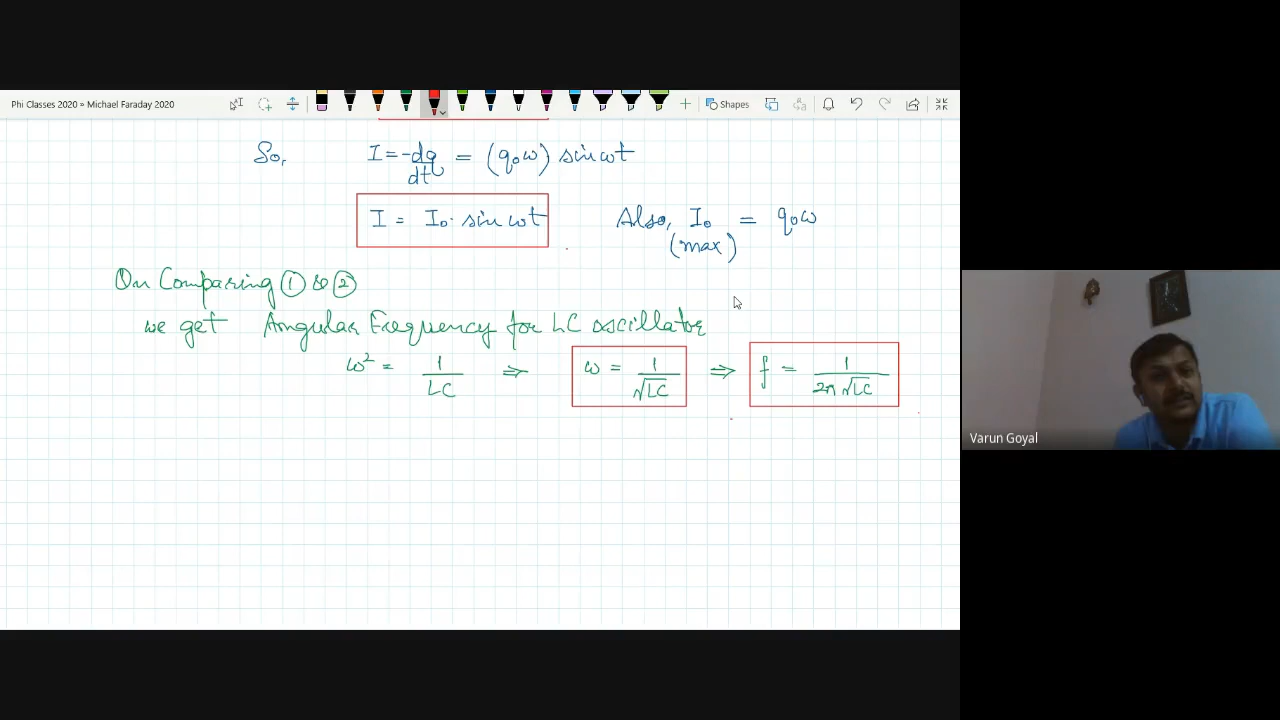 Phi Classes 2020 » Michael Faraday 2020
Shapes
So, I = -dq/dt = (q₀ω) sin ωt
I = I₀. sin ωt Also, I₀ = q₀ω
(max)
On Comparing ① & ②
we get Angular Frequency for LC oscillator
ω² = 1/LC ⇒ ω = 1/√LC ⇒ f = 1/2π√LC
Varun Goyal